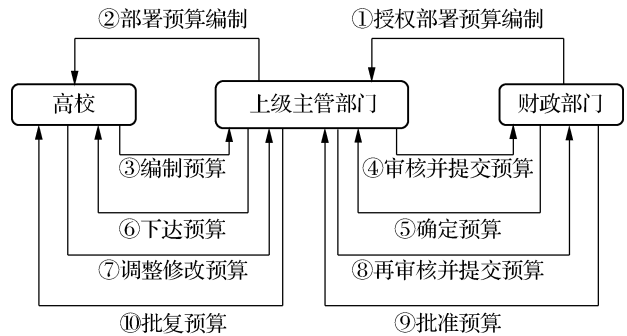 ②部署预算编制
①授权部署预算编制
高校
上级主管部门
财政部门
③编制预算
④审核并提交预算
⑥下达预算
⑤确定预算
⑦调整修改预算
⑧再审核并提交预算
⑩批复预算
⑨批准预算